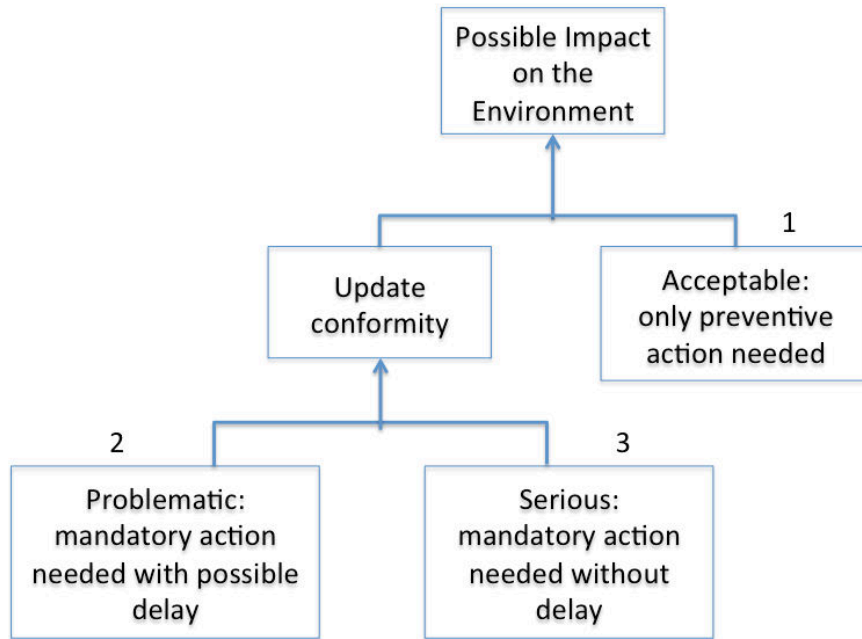 Possible Impact
on the
Environment
1
Update
conformity
Acceptable:
only preventive
action needed
2
3
Problematic:
mandatory action
needed with possible
delay
Serious:
mandatory action
needed without
delay